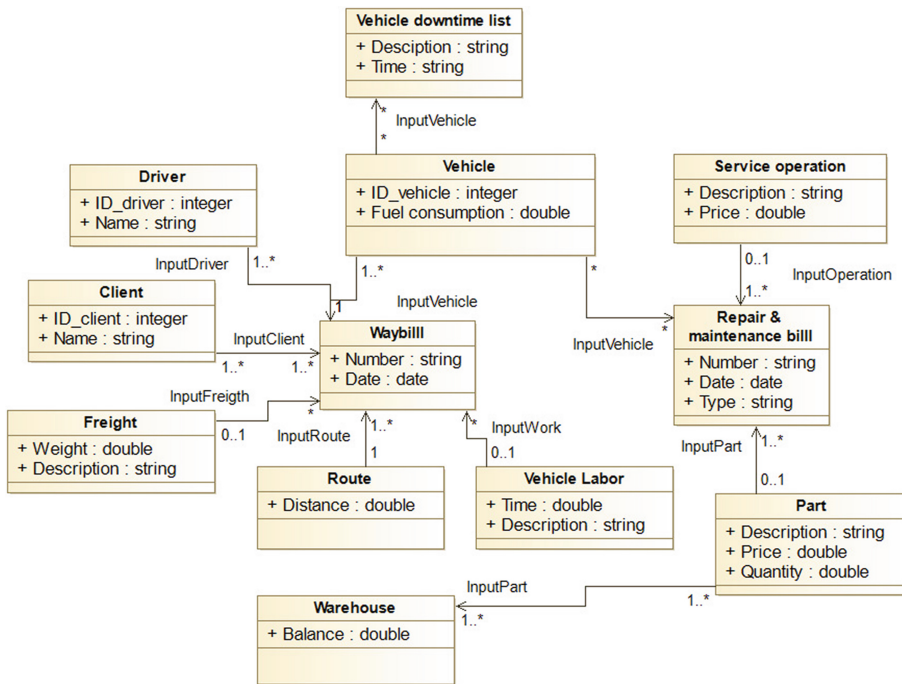 Vehicle downtime list
+ Desciption : string
+ Time : string
*
InputVehicle
*
Vehicle
+ ID_vehicle : integer
+ Fuel consumption : double
Service operation
+ Description : string
+ Price : double
Driver
+ ID_driver : integer
+ Name : string
InputDriver
1..*
1..*
*
0..1
InputOperation
1..*
Client
+ ID_client : integer
+ Name : string
1
InputVehicle
InputClient
1..*
1..*
Waybilll
+ Number : string
+ Date : date
InputVehicle
*
Repair &
maintenance billl
+ Number : string
+ Date : date
+ Type : string
InputFreigth
*
0..1
Freight
+ Weight : double
+ Description : string
InputRoute
1..*
1
*
InputWork
0..1
InputPart
1..*
0..1
Route
+ Distance : double
Vehicle Labor
+ Time : double
+ Description : string
Part
+ Description : string
+ Price : double
+ Quantity : double
InputPart
1..*
1..*
Warehouse
+ Balance : double